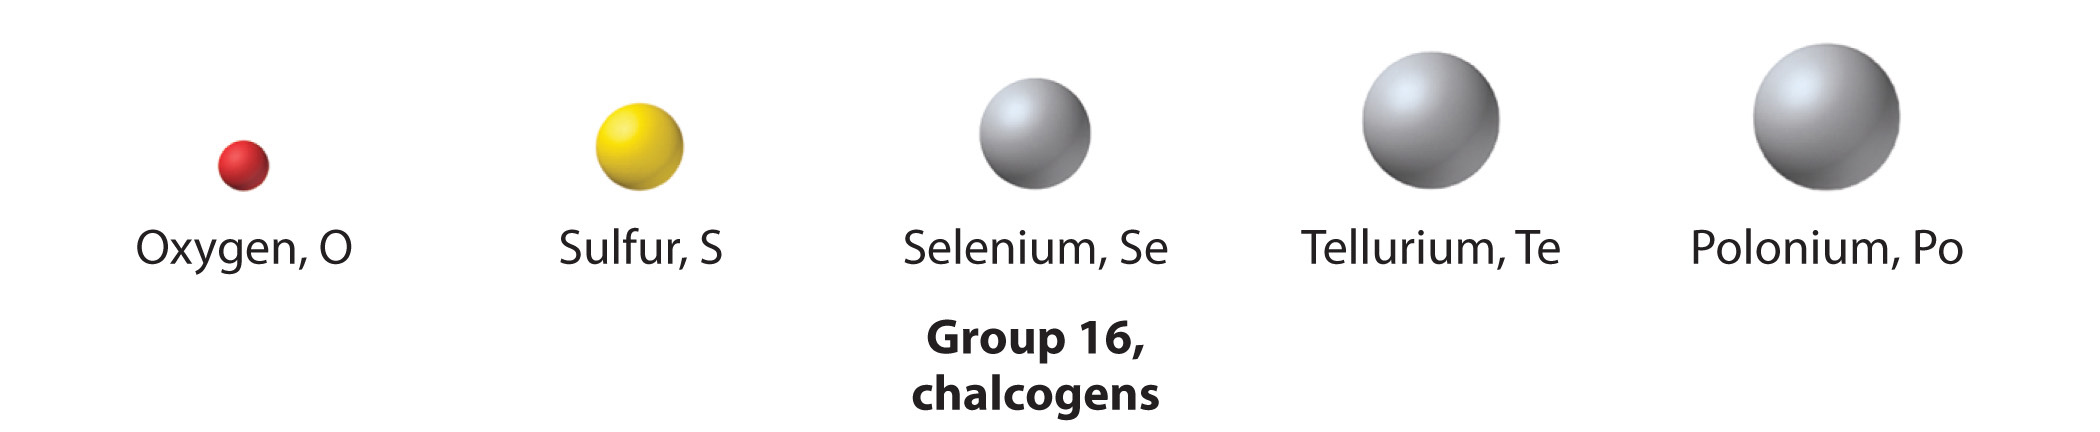 Oxygen, O
Sulfur, S
Selenium, Se
Tellurium, Te
Polonium, Po
Group 16,
chalcogens